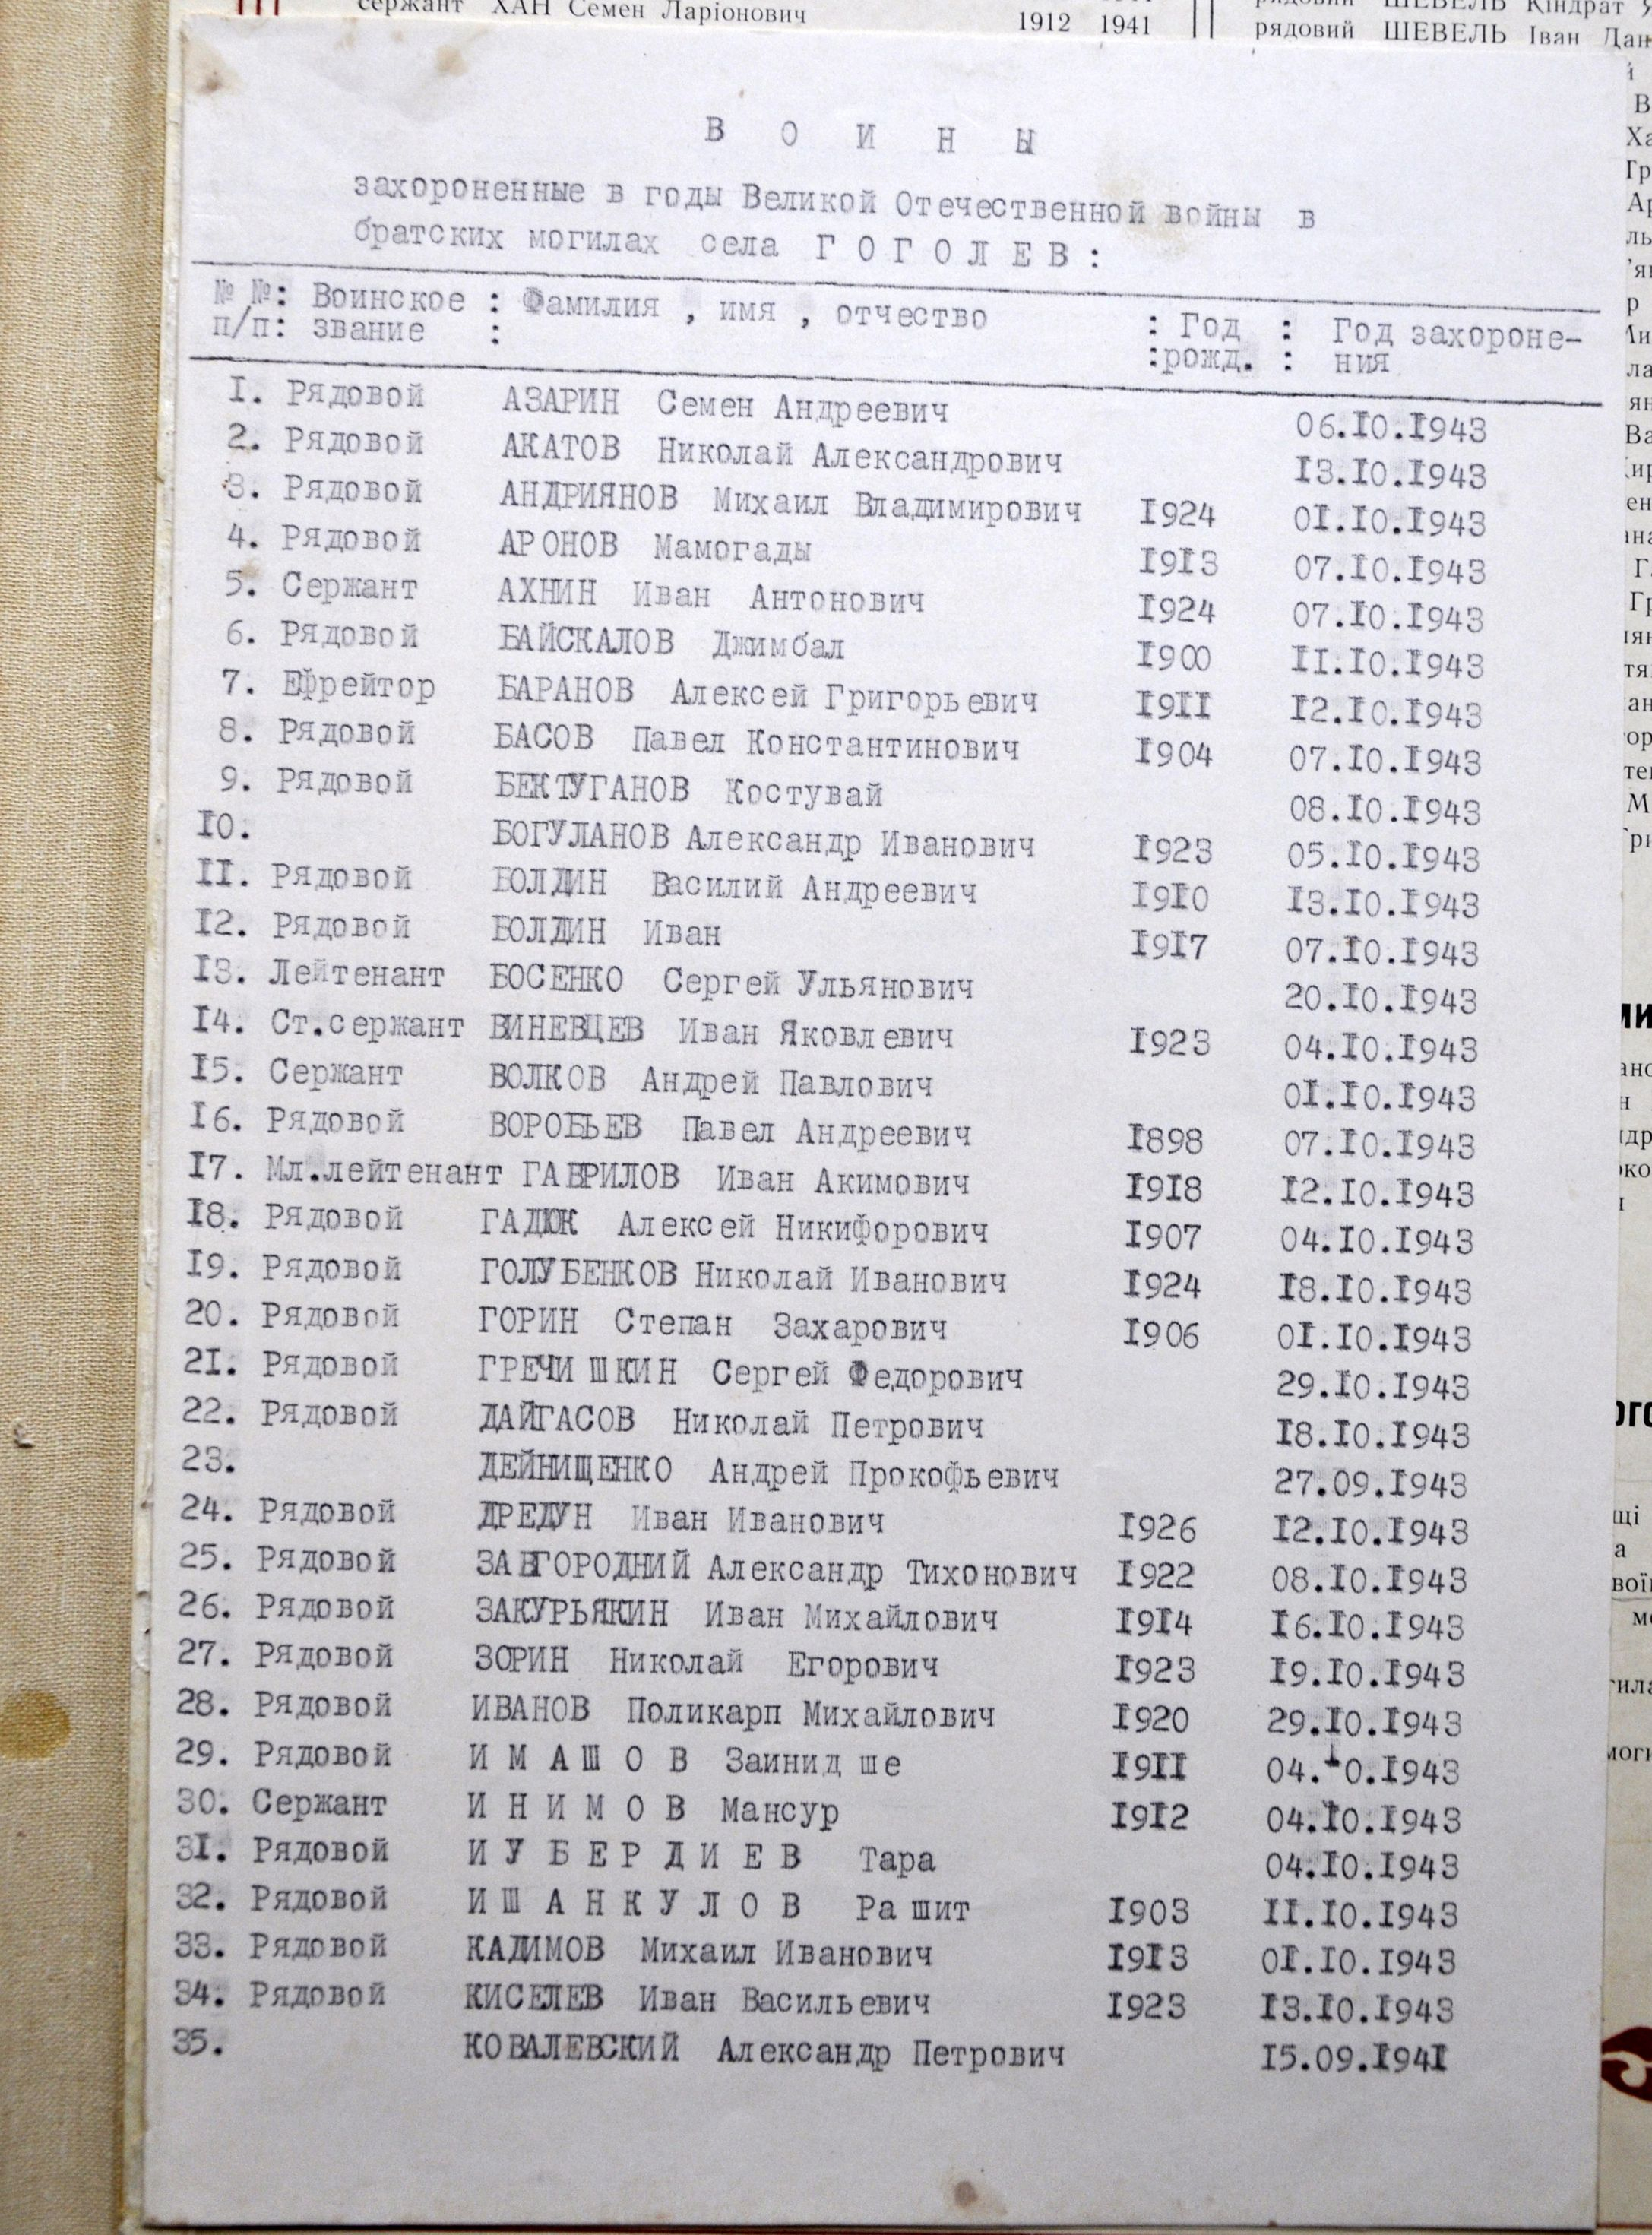 сержант ХАН Семен Ларіонович 1912 1941
рядовий ШЕВЕЛЬ Кіндрат
рядовий ШЕВЕЛЬ Іван
В О И Н Ы
захороненные в годы Великой Отечественной войны в
братских могилах села Г О Г О Л Е В :
№ №: Воинское : Фамилия , имя , отчество : Год : Год захороне-
п/п: звание : :рожд. : ния
I. Рядовой АЗАРИН Семен Андреевич 06.I0.I943
2. Рядовой АКАТОВ Николай Александрович I3.I0.I943
3. Рядовой АНДРИЯНОВ Михаил Владимирович I924 0I.I0.I943
4. Рядовой АРОНОВ Мамогады I9I3 07.I0.I943
5. Сержант АХНИН Иван Антонович I924 07.I0.I943
6. Рядовой БАЙСКАЛОВ Джимбал I900 II.I0.I943
7. Ефрейтор БАРАНОВ Алексей Григорьевич I9II I2.I0.I943
8. Рядовой БАСОВ Павел Константинович I904 07.I0.I943
9. Рядовой БЕКТУГАНОВ Костувай 08.I0.I943
I0. БОГУЛАНОВ Александр Иванович I923 05.I0.I943
II. Рядовой БОЛДИН Василий Андреевич I9I0 I3.I0.I943
I2. Рядовой БОЛДИН Иван I9I7 07.I0.I943
I3. Лейтенант БОСЕНКО Сергей Ульянович 20.I0.I943
I4. Ст.сержант ВИНЕВЦЕВ Иван Яковлевич I923 04.I0.I943
I5. Сержант ВОЛКОВ Андрей Павлович 0I.I0.I943
I6. Рядовой ВОРОБЬЕВ Павел Андреевич I898 07.I0.I943
I7. Мл.лейтенант ГАВРИЛОВ Иван Акимович I9I8 I2.I0.I943
I8. Рядовой ГАДЮК Алексей Никифорович I907 04.I0.I943
I9. Рядовой ГОЛУБЕНКОВ Николай Иванович I924 I8.I0.I943
20. Рядовой ГОРИН Степан Захарович I906 0I.I0.I943
2I. Рядовой ГРЕЧИШКИН Сергей Федорович 29.I0.I943
22. Рядовой ДАЙГАСОВ Николай Петрович I8.I0.I943
23. ДЕЙНИЩЕНКО Андрей Прокофьевич 27.09.I943
24. Рядовой ДРЕДУН Иван Иванович I926 I2.I0.I943
25. Рядовой ЗАВГОРОДНИЙ Александр Тихонович I922 08.I0.I943
26. Рядовой ЗАКУРЬЯКИН Иван Михайлович I9I4 I6.I0.I943
27. Рядовой ЗОРИН Николай Егорович I923 I9.I0.I943
28. Рядовой ИВАНОВ Поликарп Михайлович I920 29.I0.I943
29. Рядовой И М А Ш О В Заинидше I9II 04.I0.I943
30. Сержант И Н И М О В Мансур I9I2 04.I0.I943
3I. Рядовой И У Б Е Р Д И Е В Тара 04.I0.I943
32. Рядовой И Ш А Н К У Л О В Рашит I903 II.I0.I943
33. Рядовой КАДИМОВ Михаил Иванович I9I3 0I.I0.I943
34. Рядовой КИСЕЛЕВ Иван Васильевич I923 I3.I0.I943
35. КОВАЛЕВСКИЙ Александр Петрович I5.09.I94I